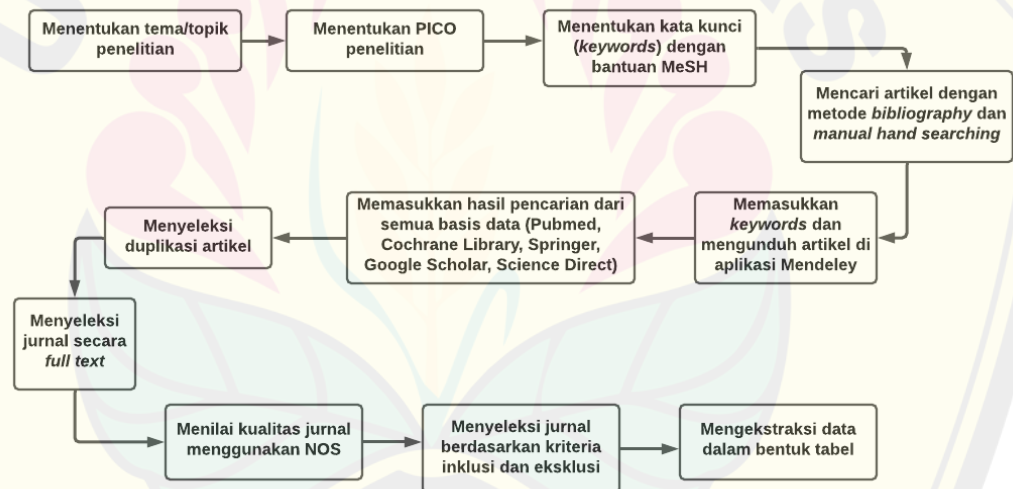 Menentukan tema/topik
penelitian
Menentukan PICO
penelitian
Menentukan kata kunci
(keywords) dengan
bantuan MeSH
Mencari artikel dengan
metode bibliography dan
manual hand searching
Memasukkan
keywords dan
mengunduh artikel di
aplikasi Mendeley
Memasukkan hasil pencarian dari
semua basis data (Pubmed,
Cochrane Library, Springer,
Google Scholar, Science Direct)
Menyeleksi
duplikasi artikel
Menyeleksi
jurnal secara
full text
Menilai kualitas jurnal
menggunakan NOS
Menyeleksi jurnal
berdasarkan kriteria
inklusi dan eksklusi
Mengekstraksi data
dalam bentuk tabel